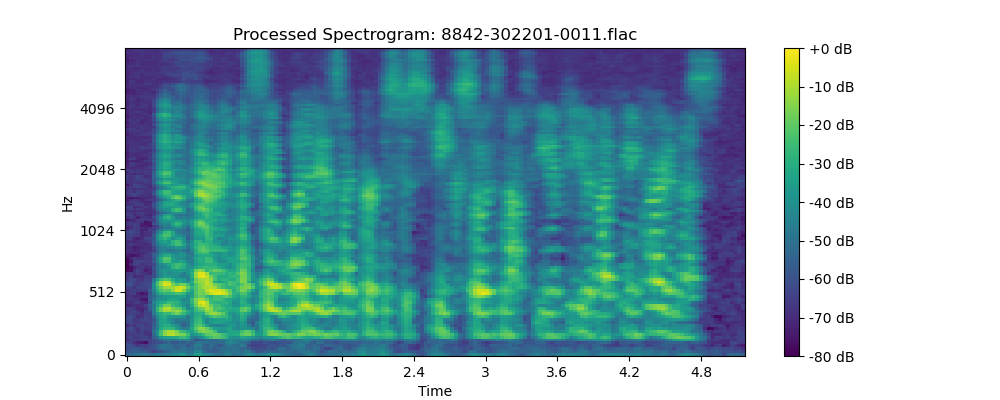 Processed Spectrogram: 8842-302201-0011.flac
Hz
4096
2048
1024
512
0
0 0.6 1.2 1.8 2.4 3 3.6 4.2 4.8
Time
+0 dB
-10 dB
-20 dB
-30 dB
-40 dB
-50 dB
-60 dB
-70 dB
-80 dB